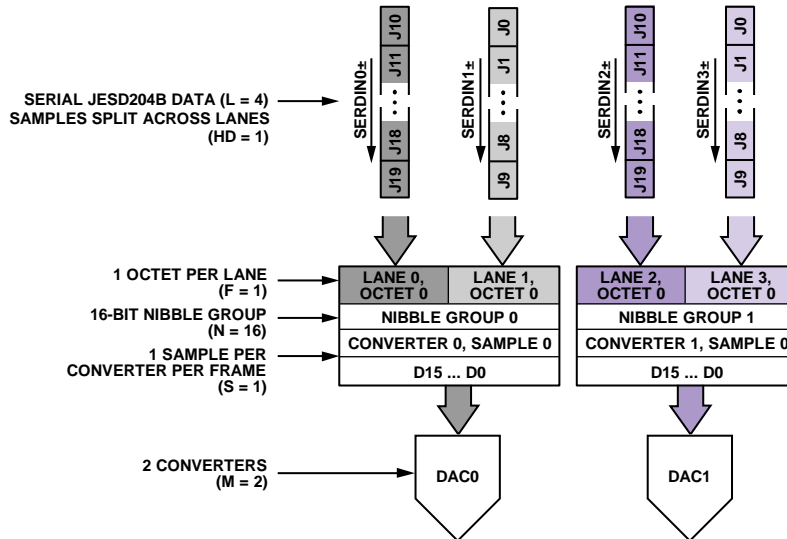 J10
J11
J18
J19
SERDIN0±
J0
J1
J8
J9
SERDIN1±
J10
J11
J18
J19
SERDIN2±
J0
J1
J8
J9
SERDIN3±
SERIAL JESD204B DATA (L = 4)
SAMPLES SPLIT ACROSS LANES
(HD = 1)
1 OCTET PER LANE
(F = 1)
LANE 0,
OCTET 0
LANE 1,
OCTET 0
LANE 2,
OCTET 0
LANE 3,
OCTET 0
16-BIT NIBBLE GROUP
(N = 16)
NIBBLE GROUP 0
NIBBLE GROUP 1
1 SAMPLE PER
CONVERTER PER FRAME
(S = 1)
CONVERTER 0, SAMPLE 0
CONVERTER 1, SAMPLE 0
D15 ... D0
D15 ... D0
2 CONVERTERS
(M = 2)
DAC0
DAC1